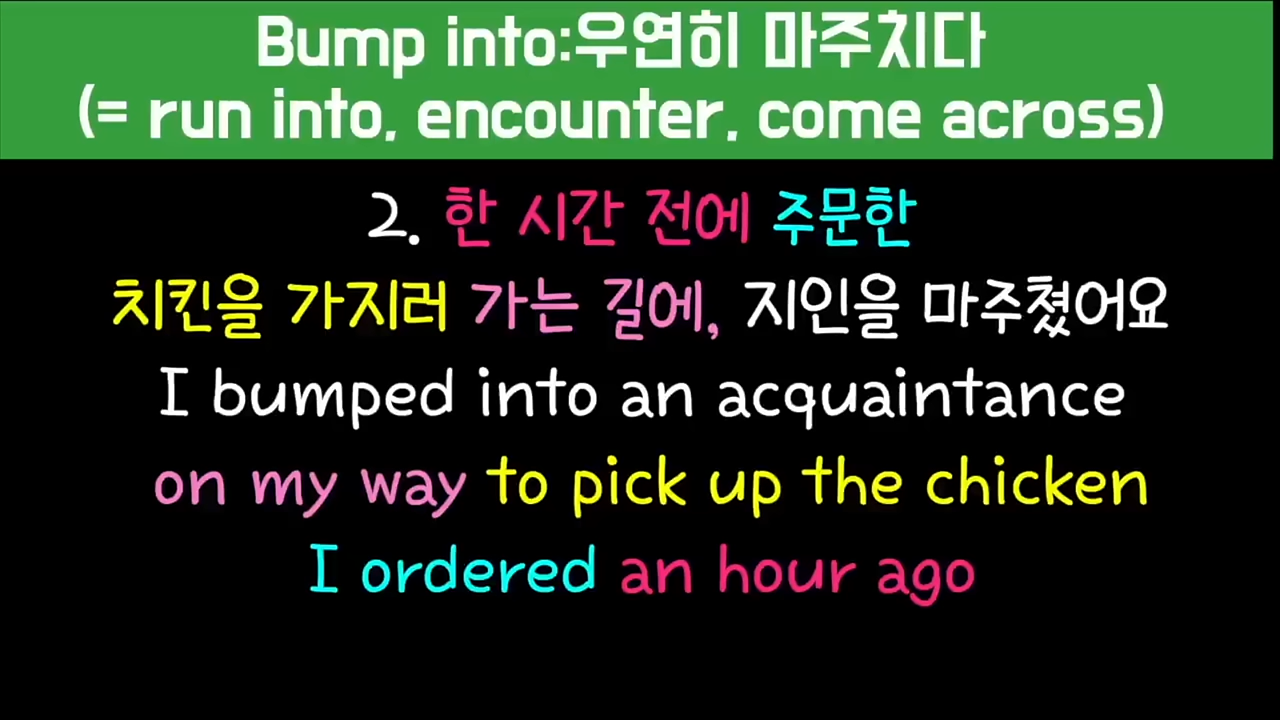 Bump into:우연히 마주치다
(= run into, encounter, come across)
2. 한 시간 전에 주문한
치킨을 가지러 가는 길에, 지인을 마주쳤어요
I bumped into an acquaintance
on my way to pick up the chicken
I ordered an hour ago